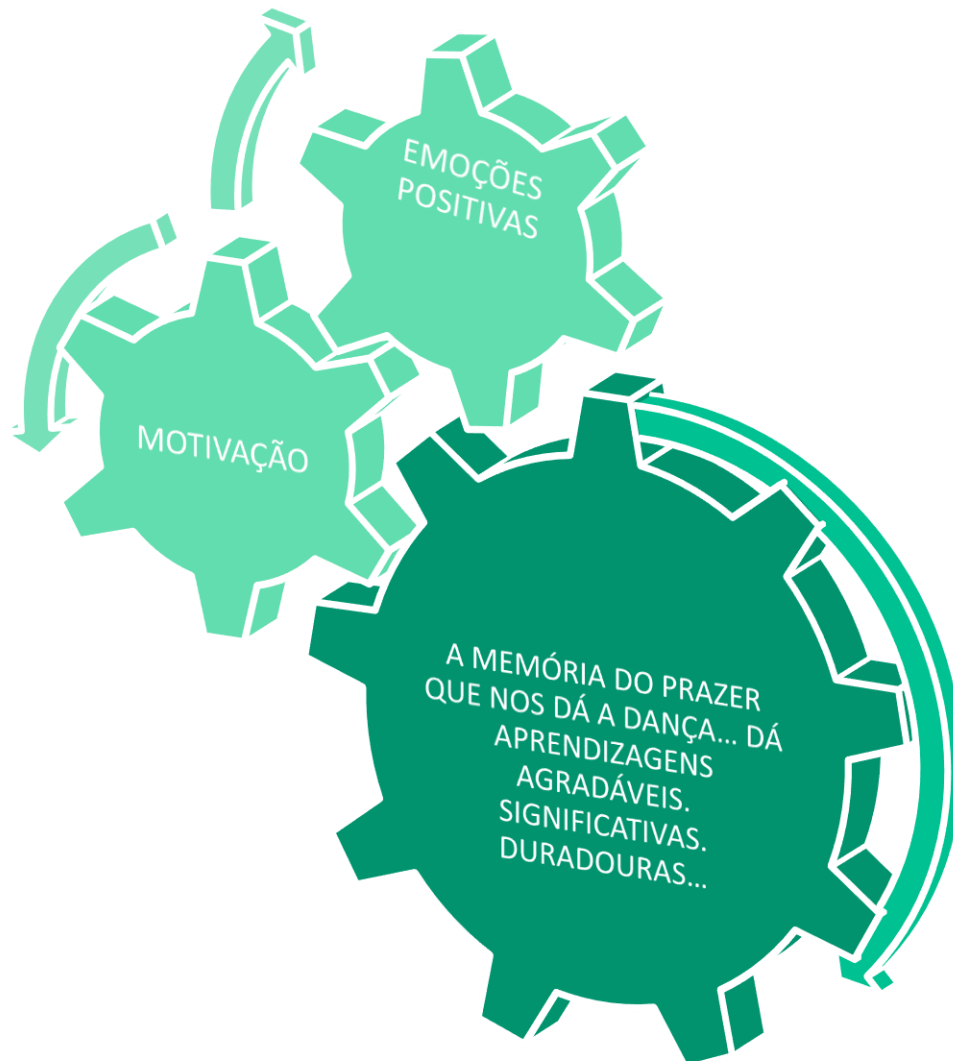 EMOÇÕES
POSITIVAS
MOTIVAÇÃO
A MEMÓRIA DO PRAZER
QUE NOS DÁ A DANÇA... DÁ
APRENDIZAGENS
AGRADÁVEIS.
SIGNIFICATIVAS.
DURADOURAS...